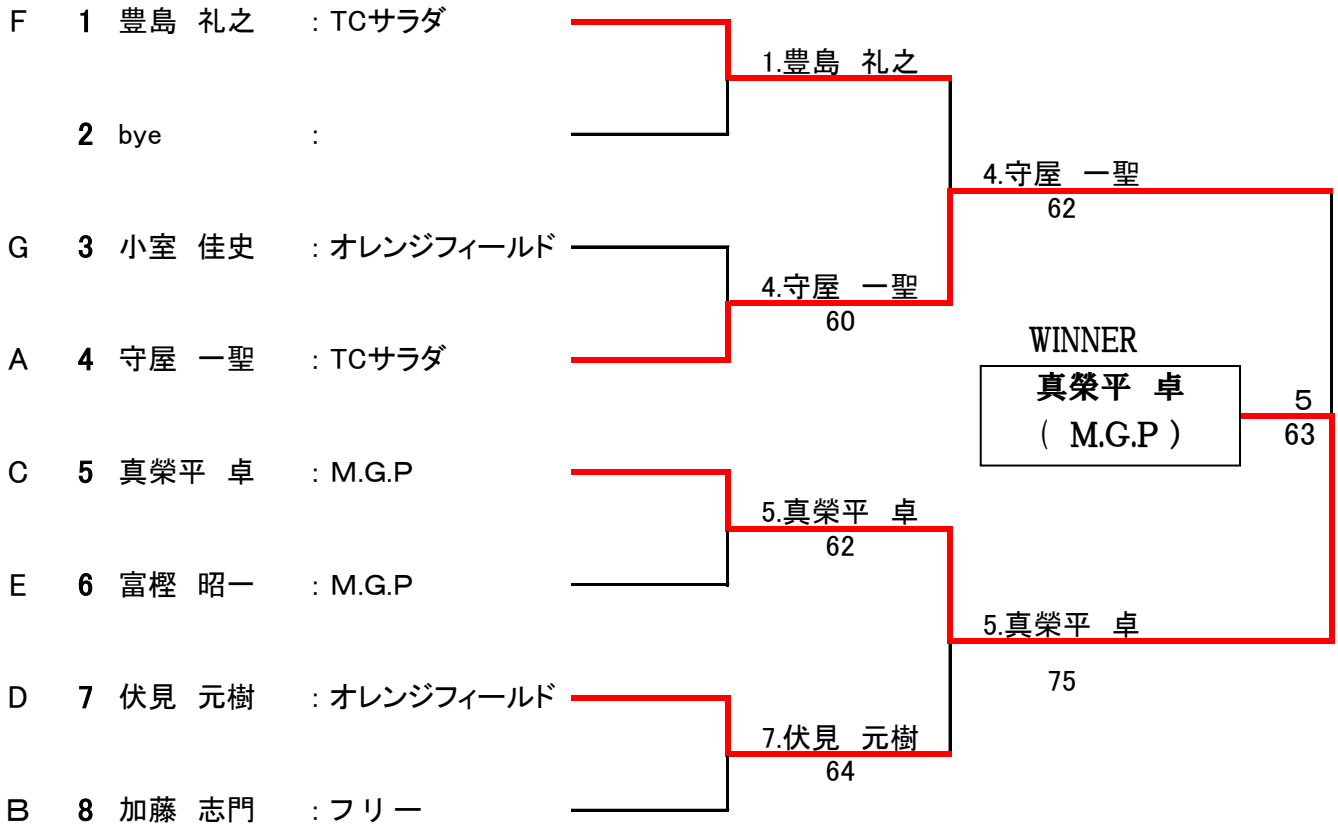 F 1 豊島 礼之 : TCサラダ
1.豊島 礼之
2 bye :
4.守屋 一聖
62
G 3 小室 佳史 : オレンジフィールド
4.守屋 一聖
60
A 4 守屋 一聖 : TCサラダ
WINNER
真榮平 卓
( M.G.P )
5
63
C 5 真榮平 卓 : M.G.P
5.真榮平 卓
62
E 6 富樫 昭一 : M.G.P
5.真榮平 卓
75
D 7 伏見 元樹 : オレンジフィールド
7.伏見 元樹
64
B 8 加藤 志門 : フリー